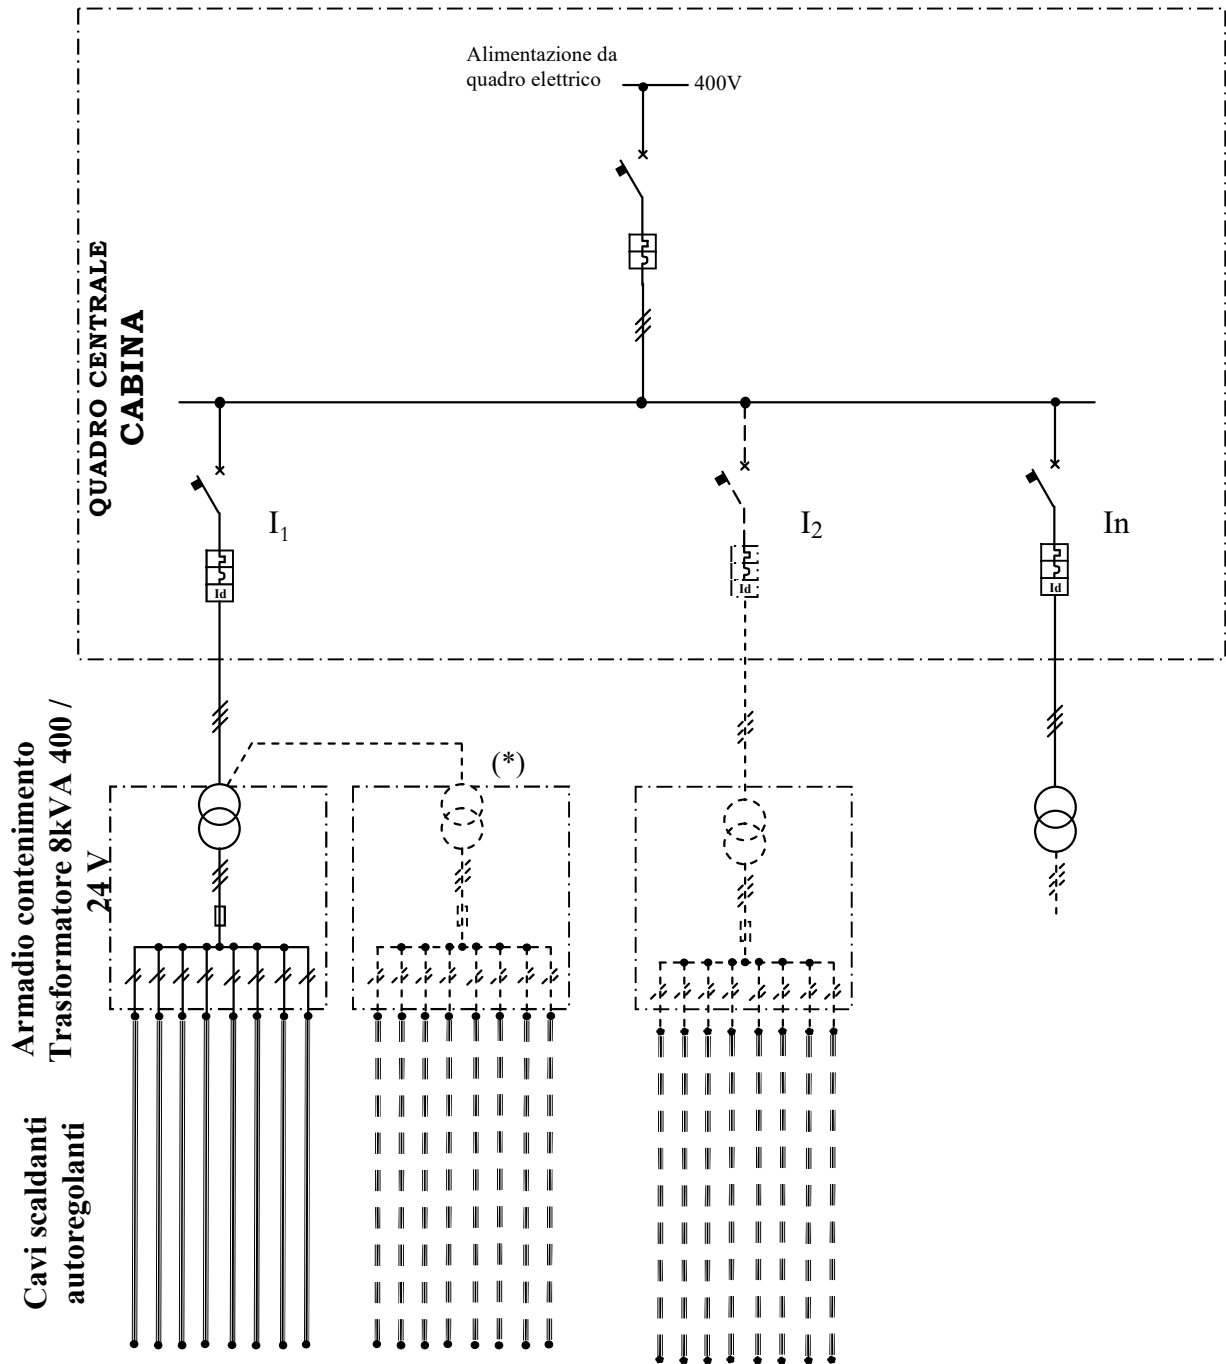 Alimentazione da
quadro elettrico
400V
QUADRO CENTRALE
CABINA
I1
I2
In
Id
Id
Id
Armadio contenimento
Trasformatore 8kVA 400 /
24 V
(*)
Cavi scaldanti
autoregolanti